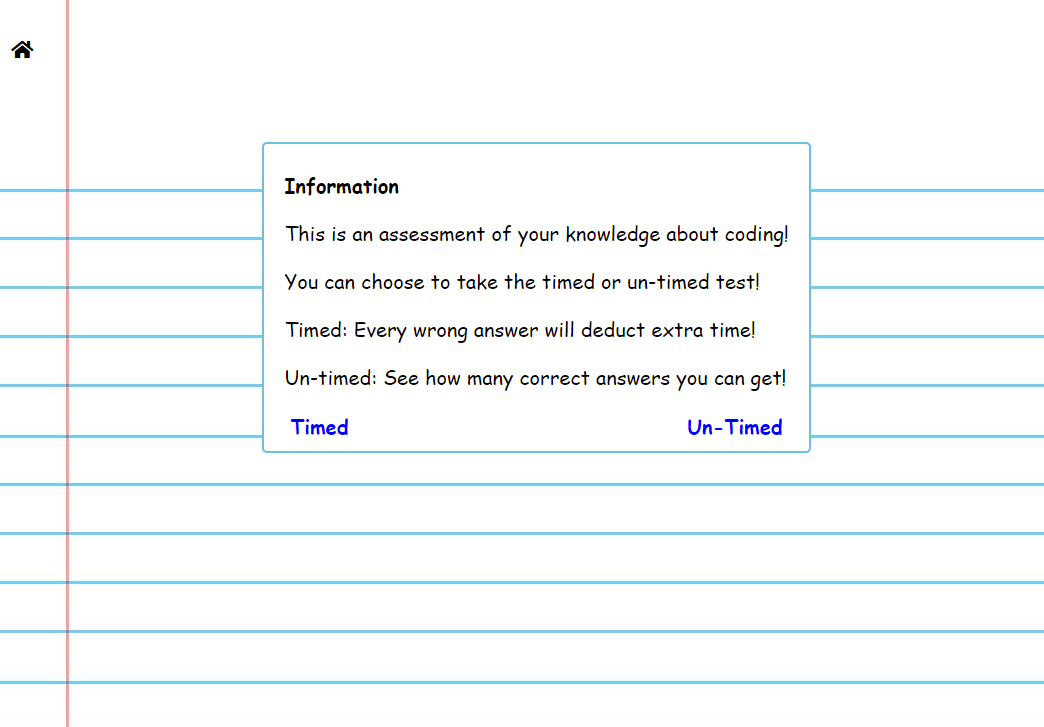 Information
This is an assessment of your knowledge about coding!
You can choose to take the timed or un-timed test!
Timed: Every wrong answer will deduct extra time!
Un-timed: See how many correct answers you can get!
Timed Un-Timed